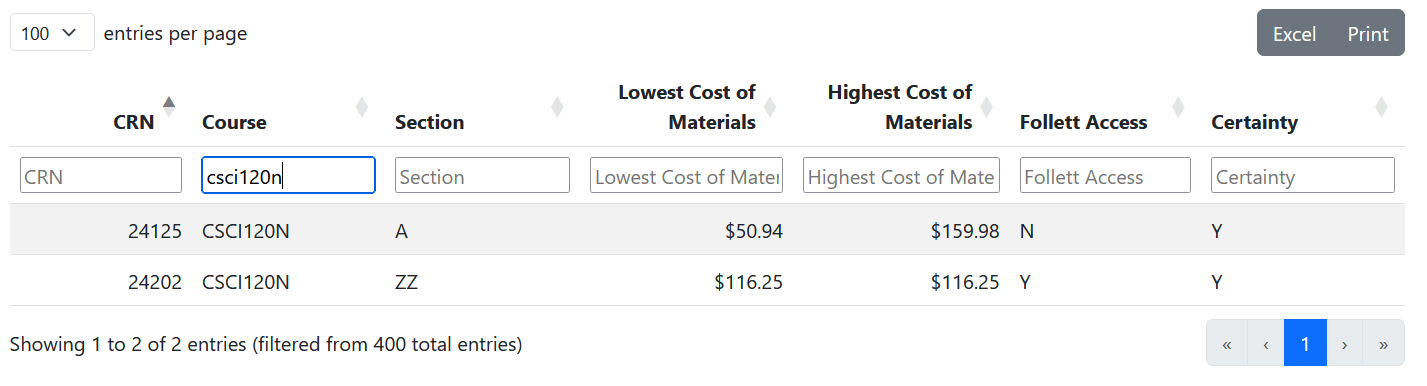 100 entries per page Excel Print
CRN Course Section Lowest Cost of Materials Highest Cost of Materials Follett Access Certainty
CRN csci120n Section Lowest Cost of Mater Highest Cost of Mate Follett Access Certainty
24125 CSCI120N A $50.94 $159.98 N Y
24202 CSCI120N ZZ $116.25 $116.25 Y Y
Showing 1 to 2 of 2 entries (filtered from 400 total entries) « ‹ 1 › »